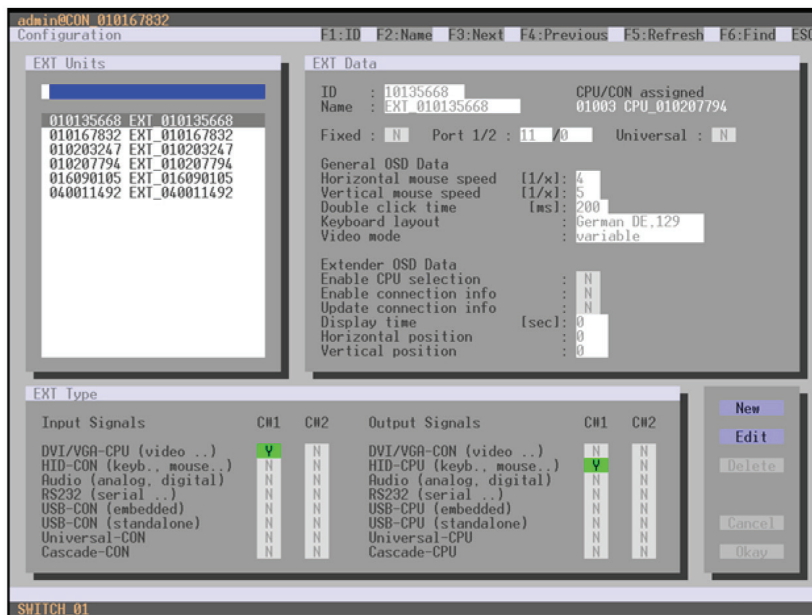 admin@CON_010167832
Configuration F1:ID F2:Name F3:Next F4:Previous F5:Refresh F6:Find ESC
EXT Units
010135668 EXT_010135668
010167832 EXT_010167832
010203247 EXT_010203247
010207794 EXT_010207794
016090105 EXT_016090105
040011492 EXT_040011492
EXT Data
ID : 10135668 CPU/CON assigned
Name : EXT_010135668 01003 CPU_010207794
Fixed : N Port 1/2 : 11 /0 Universal : N
General OSD Data
Horizontal mouse speed [1/x]: 4
Vertical mouse speed [1/x]: 5
Double click time [ms]: 200
Keyboard layout : German DE,129
Video mode : variable
Extender OSD Data
Enable CPU selection : N
Enable connection info : N
Update connection info : N
Display time [sec]: 0
Horizontal position : 0
Vertical position : 0
EXT Type
Input Signals C#1 C#2 Output Signals C#1 C#2
DVI/VGA-CPU (video ..) Y N DVI/VGA-CON (video ..) N N
HID-CON (keyb., mouse..) N N HID-CPU (keyb., mouse..) Y N
Audio (analog, digital) N N Audio (analog, digital) N N
RS232 (serial ..) N N RS232 (serial ..) N N
USB-CON (embedded) N N USB-CPU (embedded) N N
USB-CON (standalone) N N USB-CPU (standalone) N N
Universal-CON N N Universal-CPU N N
Cascade-CON N N Cascade-CPU N N
New
Edit
Delete
Cancel
Okay
SWITCH_01